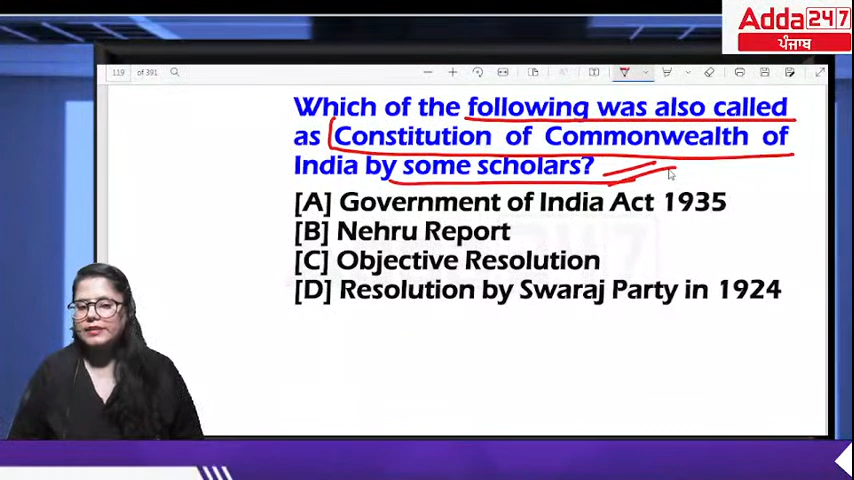 Adda247
ਪੰਜਾਬ
119 of 391
Which of the following was also called
as Constitution of Commonwealth of
India by some scholars?
[A] Government of India Act 1935
[B] Nehru Report
[C] Objective Resolution
[D] Resolution by Swaraj Party in 1924